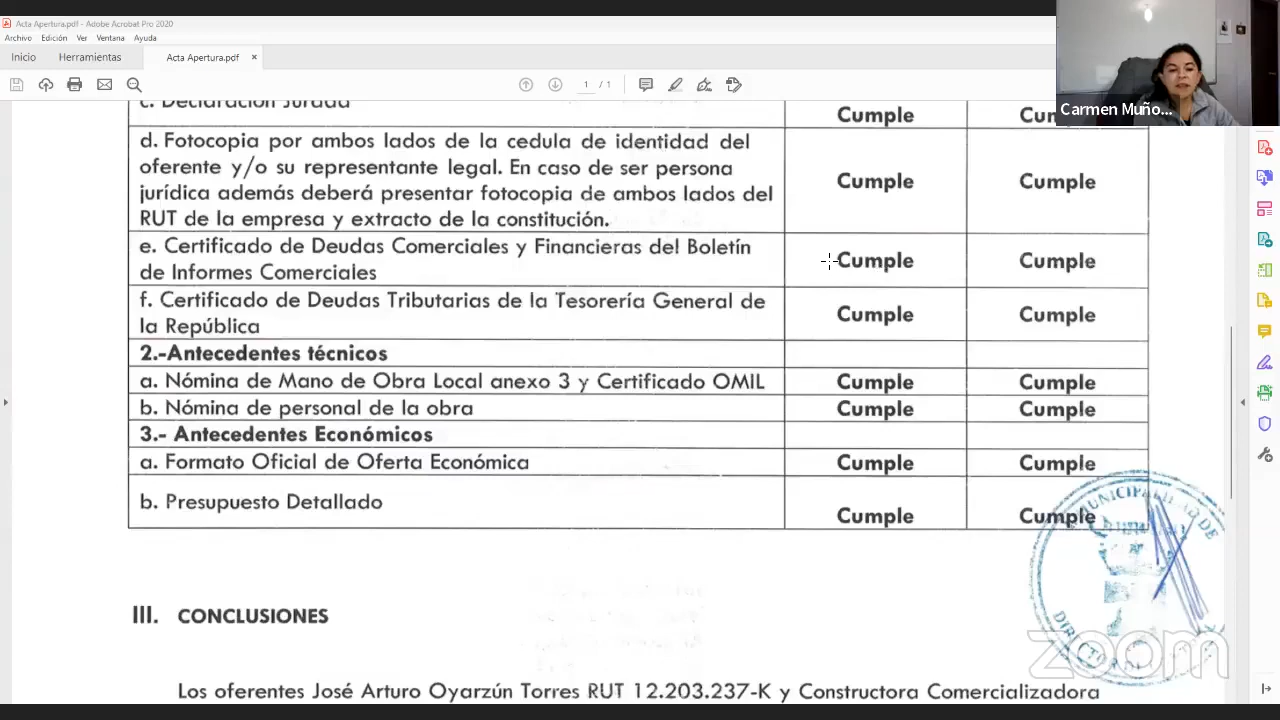 Acta Apertura.pdf - Adobe Acrobat Pro 2020
Archivo Edición Ver Ventana Ayuda
Inicio Herramientas Acta Apertura.pdf ×
1 / 1
Carmen Muño...
c. Declaración Jurada Cumple
d. Fotocopia por ambos lados de la cedula de identidad del
oferente y/o su representante legal. En caso de ser persona
jurídica además deberá presentar fotocopia de ambos lados del
RUT de la empresa y extracto de la constitución.
Cumple Cumple
e. Certificado de Deudas Comerciales y Financieras del Boletín
de Informes Comerciales
Cumple Cumple
f. Certificado de Deudas Tributarias de la Tesorería General de
la República
Cumple Cumple
2.-Antecedentes técnicos
a. Nómina de Mano de Obra Local anexo 3 y Certificado OMIL Cumple Cumple
b. Nómina de personal de la obra Cumple Cumple
3.- Antecedentes Económicos
a. Formato Oficial de Oferta Económica Cumple Cumple
b. Presupuesto Detallado Cumple Cumple
MUNICIPALIDAD DE
III. CONCLUSIONES
zoom
Los oferentes José Arturo Oyarzún Torres RUT 12.203.237-K y Constructora Comercializadora